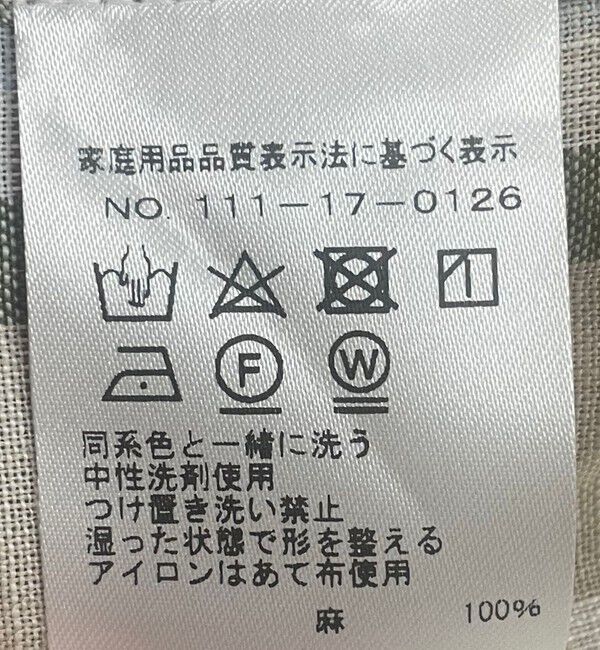 家庭用品品質表示法に基づく表示
NO. 111-17-0126
F W
同系色と一緒に洗う
中性洗剤使用
つけ置き洗い禁止
湿った状態で形を整える
アイロンはあて布使用
麻 100%